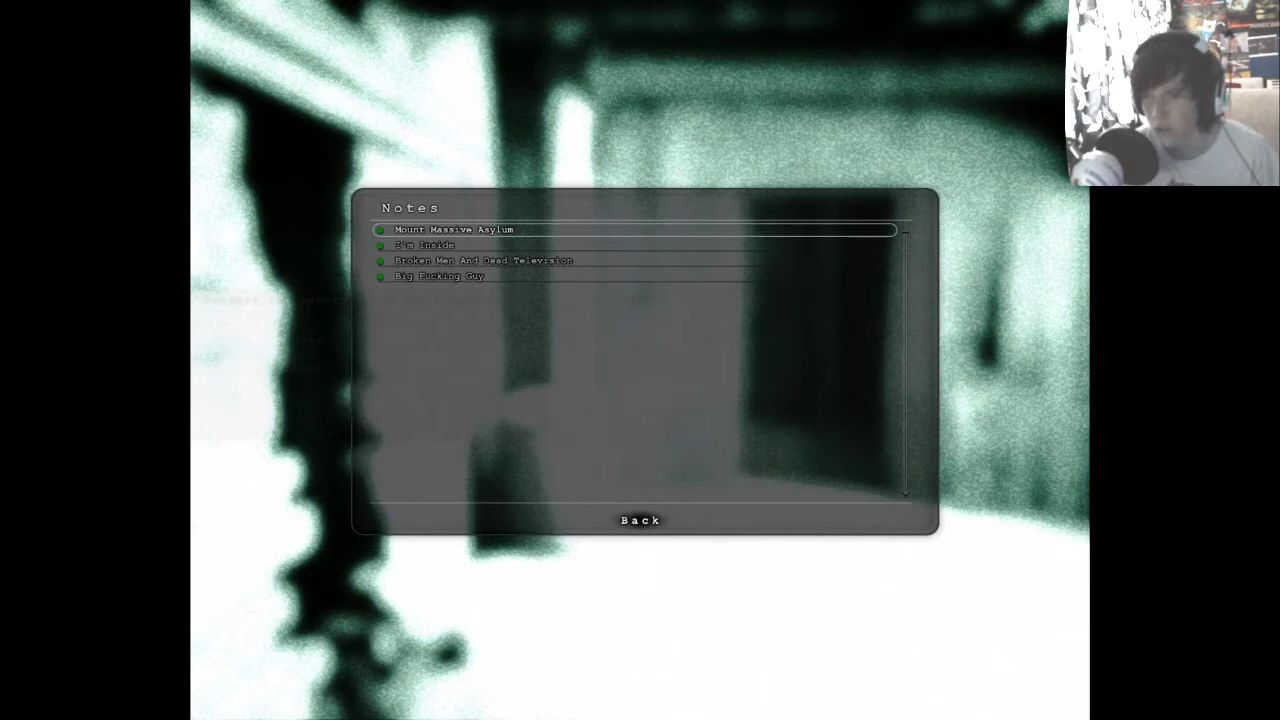 Notes
Mount Massive Asylum
I'm Inside
Broken Men And Dead Television
Big Fucking Guy
Back